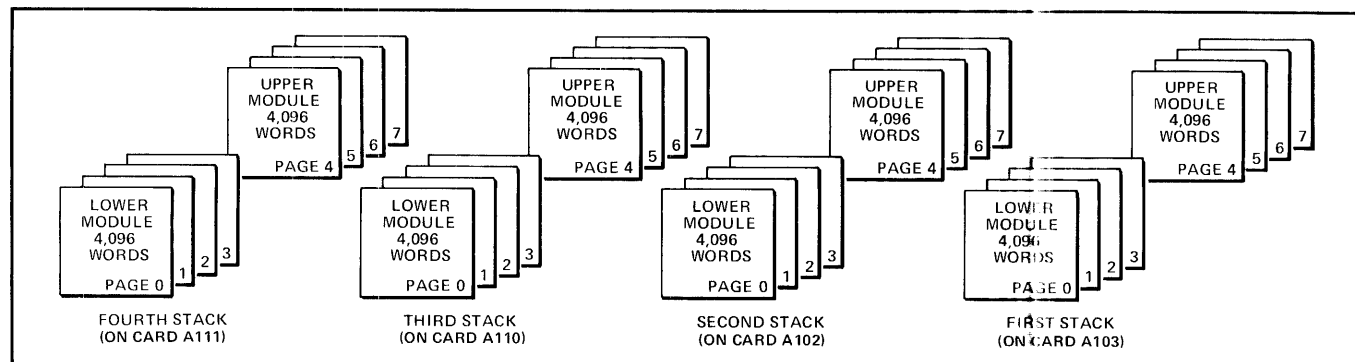 UPPER
MODULE
4,096
WORDS
PAGE 4
5
6
7
LOWER
MODULE
4,096
WORDS
PAGE 0
1
2
3
FOURTH STACK
(ON CARD A111)
UPPER
MODULE
4,096
WORDS
PAGE 4
5
6
7
LOWER
MODULE
4,096
WORDS
PAGE 0
1
2
3
THIRD STACK
(ON CARD A110)
UPPER
MODULE
4,096
WORDS
PAGE 4
5
6
7
LOWER
MODULE
4,096
WORDS
PAGE 0
1
2
3
SECOND STACK
(ON CARD A102)
UPPER
MODULE
4,096
WORDS
PAGE 4
5
6
7
LOWER
MODULE
4,096
WORDS
PAGE 0
1
2
3
FIRST STACK
(ON CARD A103)